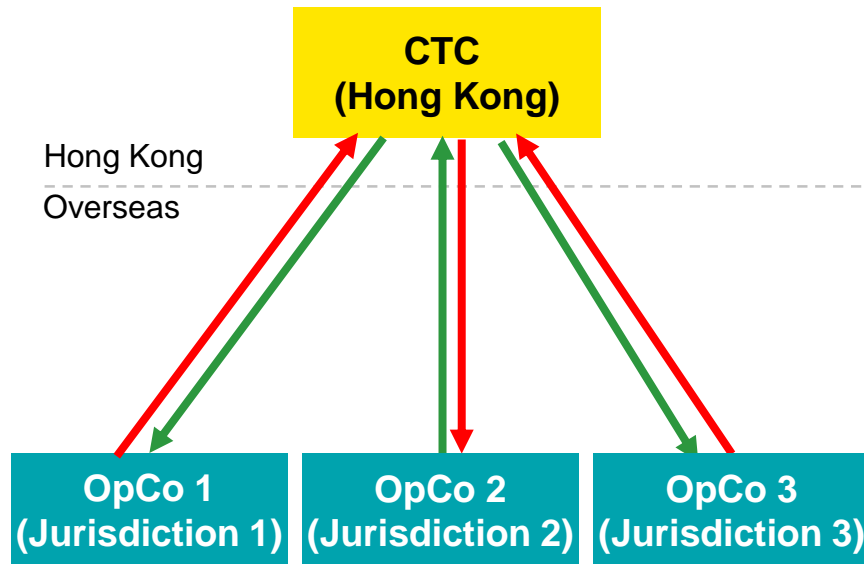 CTC
(Hong Kong)
Hong Kong
Overseas
OpCo 1
(Jurisdiction 1)
OpCo 2
(Jurisdiction 2)
OpCo 3
(Jurisdiction 3)